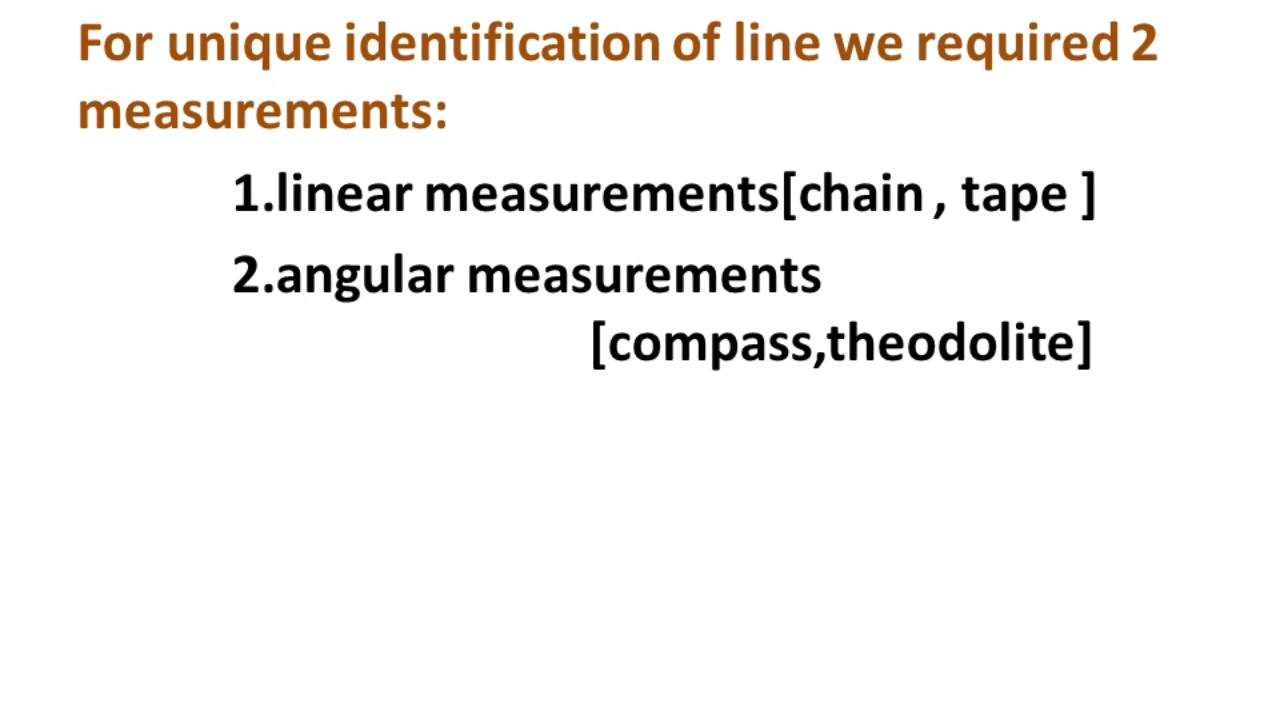 For unique identification of line we required 2
measurements:
1.linear measurements[chain , tape ]
2.angular measurements
[compass,theodolite]